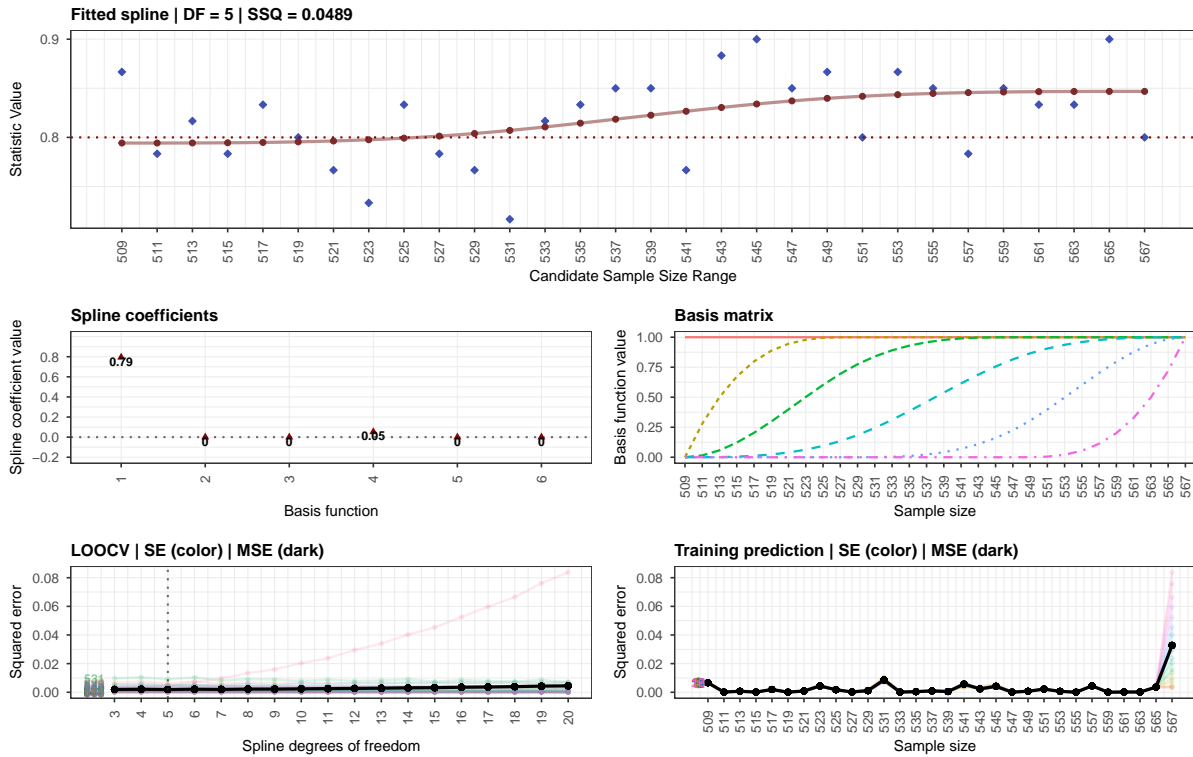 Fitted spline | DF = 5 | SSQ = 0.0489
Statistic Value
0.9
0.8
509 511 513 515 517 519 521 523 525 527 529 531 533 535 537 539 541 543 545 547 549 551 553 555 557 559 561 563 565 567
Candidate Sample Size Range
Spline coefficients
Spline coefficient value
0.8
0.6
0.4
0.2
0.0
−0.2
0.79
0
0
0.05
0
0
1 2 3 4 5 6
Basis function
Basis matrix
Basis function value
1.00
0.75
0.50
0.25
0.00
509 511 513 515 517 519 521 523 525 527 529 531 533 535 537 539 541 543 545 547 549 551 553 555 557 559 561 563 565 567
Sample size
LOOCV | SE (color) | MSE (dark)
Squared error
0.08
0.06
0.04
0.02
0.00
531
3 4 5 6 7 8 9 10 11 12 13 14 15 16 17 18 19 20
Spline degrees of freedom
Training prediction | SE (color) | MSE (dark)
Squared error
0.08
0.06
0.04
0.02
0.00
509 511 513 515 517 519 521 523 525 527 529 531 533 535 537 539 541 543 545 547 549 551 553 555 557 559 561 563 565 567
Sample size